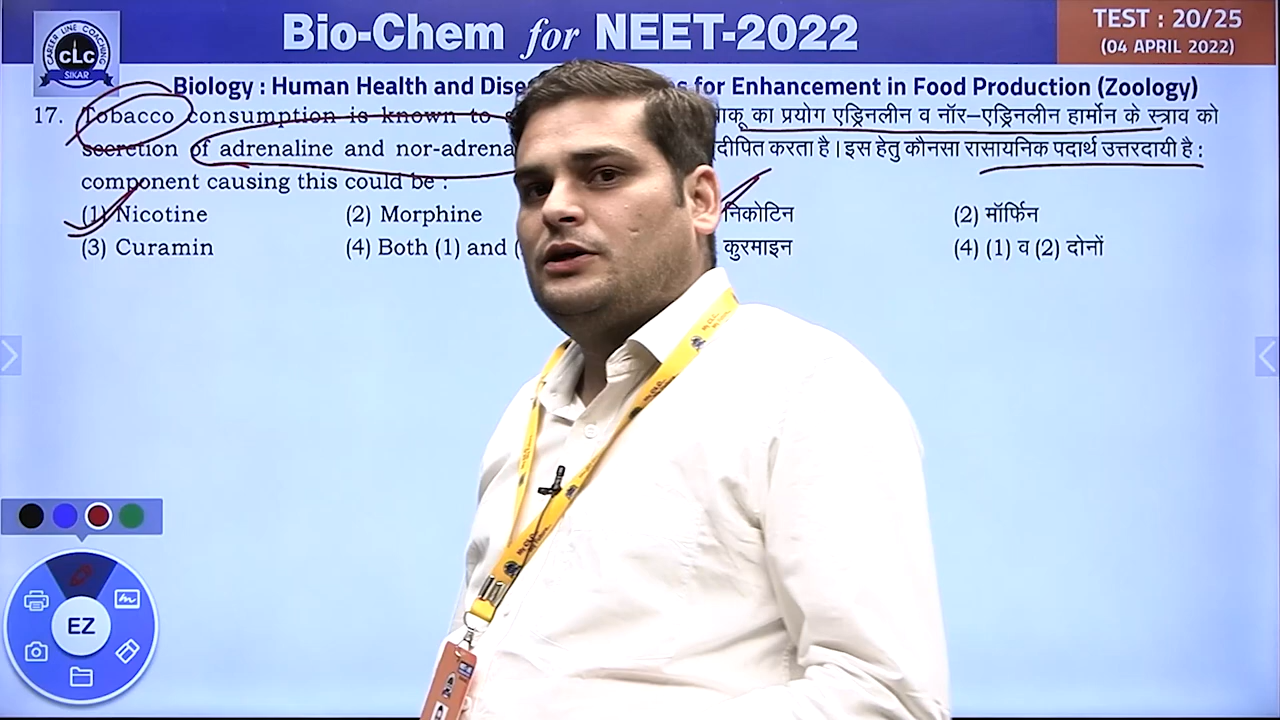 Bio-Chem for NEET-2022
TEST : 20/25
(04 APRIL 2022)
CAREER LINE COACHING
CLC
SIKAR
Biology : Human Health and for Enhancement in Food Production (Zoology)
17. Tobacco consumption is known to
secretion of adrenaline and
component causing this could be :
(1) Nicotine (2) Morphine
(3) Curamin (4) Both (1) and
का प्रयोग एड्रिनलीन व नॉर–एड्रिनलीन हार्मोन के स्त्राव को
करता है। इस हेतु कौनसा रासायनिक पदार्थ उत्तरदायी है :
निकोटिन (2) मॉर्फिन
कुरमाइन (4) (1) व (2) दोनों
EZ